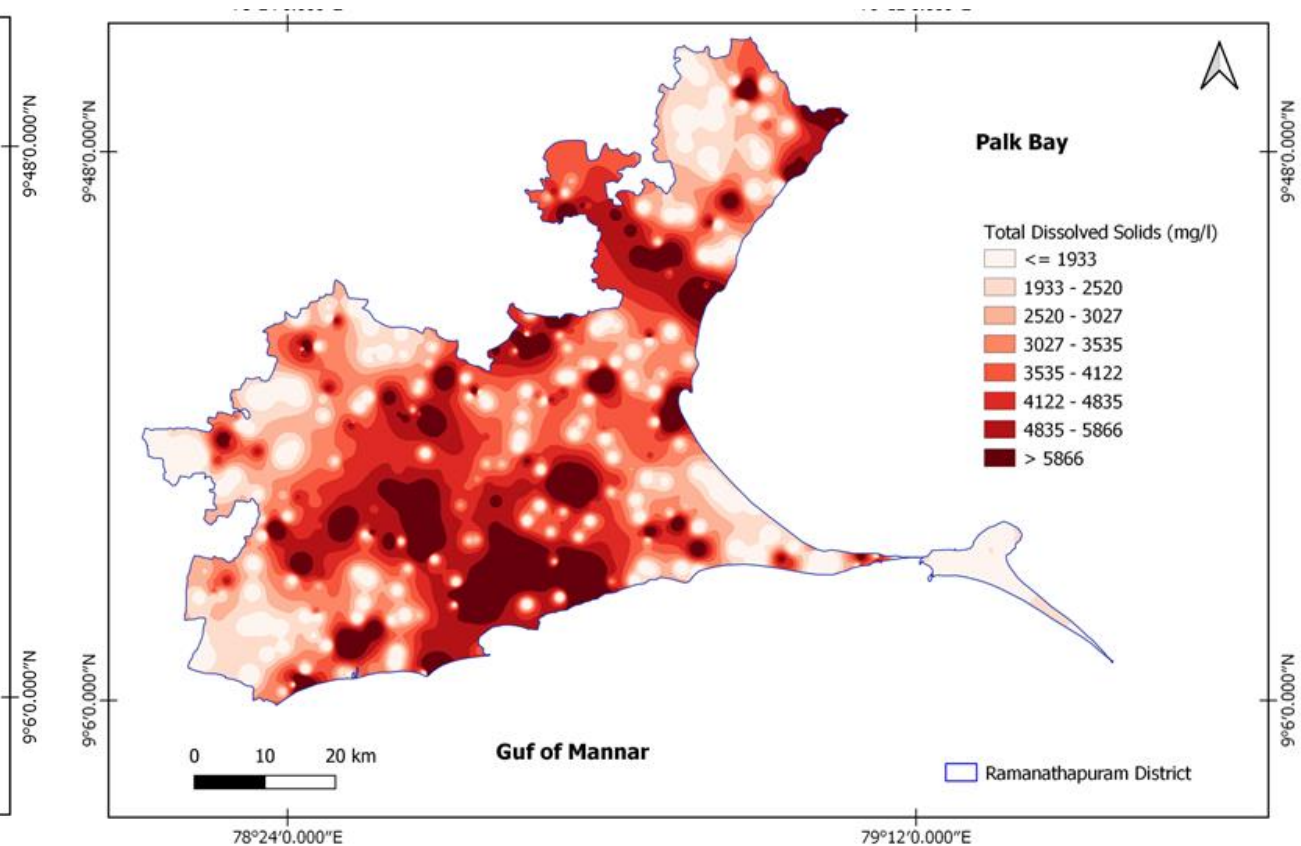 9°48'0.000"N
9°48'0.000"N
9°48'0.000"N
Palk Bay
Total Dissolved Solids (mg/l)
<= 1933
1933 - 2520
2520 - 3027
3027 - 3535
3535 - 4122
4122 - 4835
4835 - 5866
> 5866
9°6'0.000"N
9°6'0.000"N
9°6'0.000"N
0 10 20 km
Guf of Mannar
Ramanathapuram District
78°24'0.000"E
79°12'0.000"E